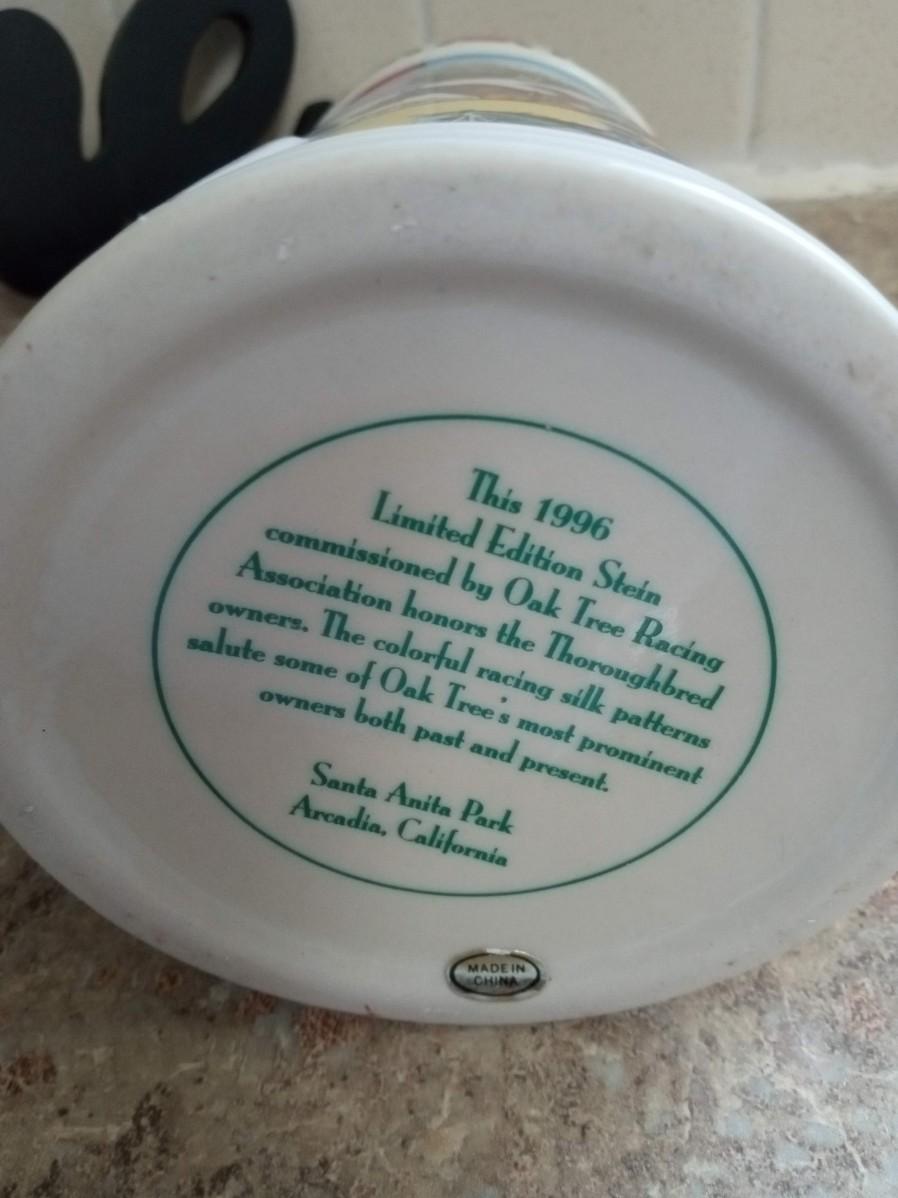 This 1996
Limited Edition Stein
commissioned by Oak Tree Racing
Association honors the Thoroughbred
owners. The colorful racing silk patterns
salute some of Oak Tree's most prominent
owners both past and present.
Santa Anita Park
Arcadia, California
MADE IN
CHINA